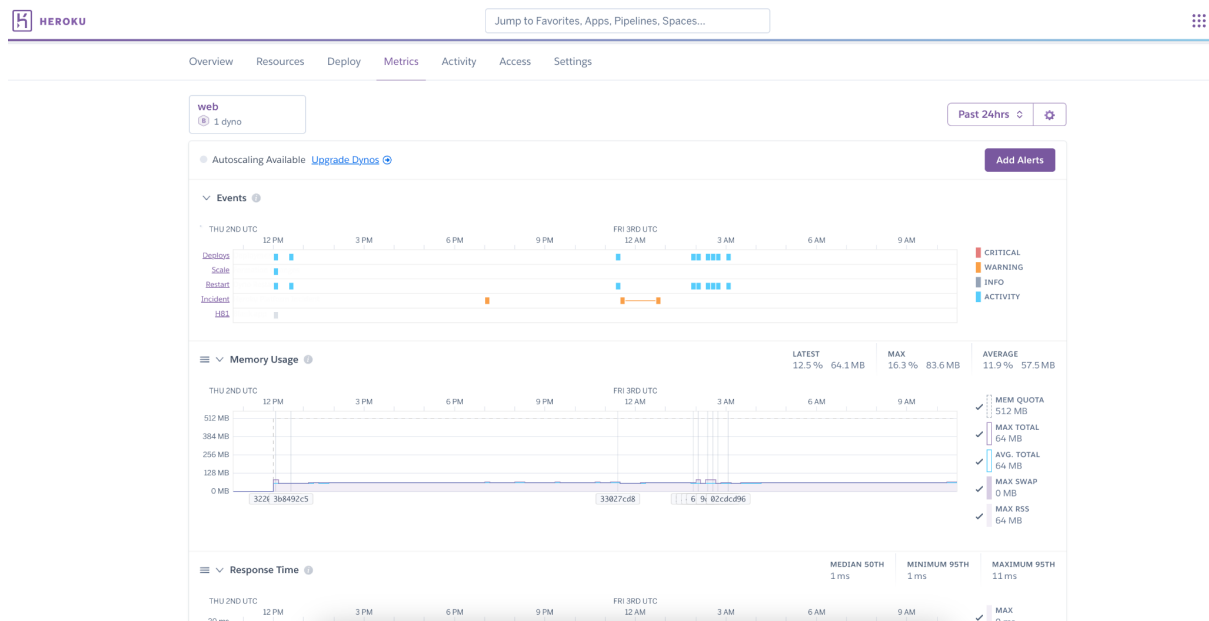 HEROKU
Jump to Favorites, Apps, Pipelines, Spaces...
Overview Resources Deploy Metrics Activity Access Settings
web
B 1 dyno
Past 24hrs
Autoscaling Available Upgrade Dynos
Add Alerts
Events
THU 2ND UTC FRI 3RD UTC
12 PM 3 PM 6 PM 9 PM 12 AM 3 AM 6 AM 9 AM
Deploys
Scale
Restart
Incident
H81
CRITICAL
WARNING
INFO
ACTIVITY
Memory Usage
LATEST MAX AVERAGE
12.5 % 64.1 MB 16.3 % 83.6 MB 11.9 % 57.5 MB
THU 2ND UTC FRI 3RD UTC
12 PM 3 PM 6 PM 9 PM 12 AM 3 AM 6 AM 9 AM
512 MB
384 MB
256 MB
128 MB
0 MB
3b8492c5 33027cd8 02cdcd96
MEM QUOTA
512 MB
MAX TOTAL
64 MB
AVG. TOTAL
64 MB
MAX SWAP
0 MB
MAX RSS
64 MB
Response Time
MEDIAN 50TH MINIMUM 95TH MAXIMUM 95TH
1 ms 1 ms 11 ms
THU 2ND UTC FRI 3RD UTC
12 PM 3 PM 6 PM 9 PM 12 AM 3 AM 6 AM 9 AM
MAX